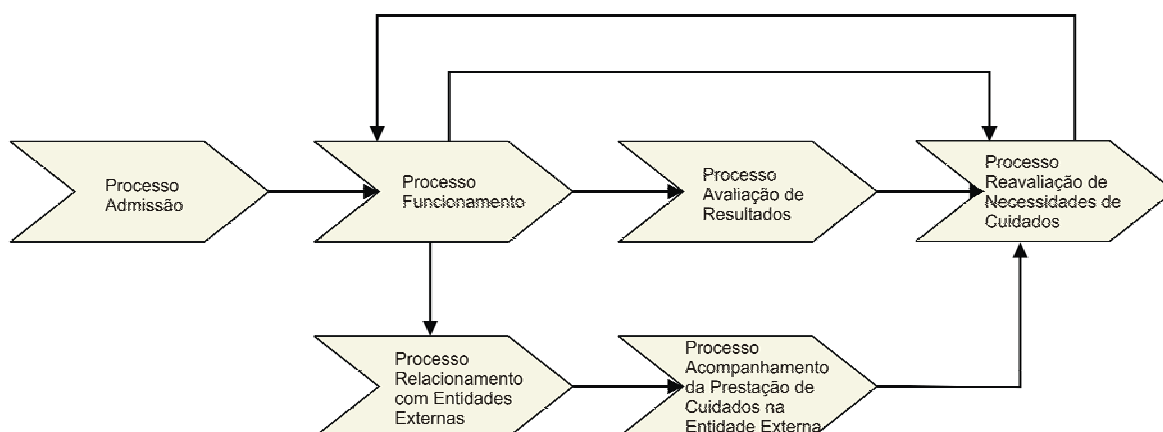 Processo
Admissão
Processo
Funcionamento
Processo
Avaliação de
Resultados
Processo
Reavaliação de
Necessidades de
Cuidados
Processo
Relacionamento
com Entidades
Externas
Processo
Acompanhamento
da Prestação de
Cuidados na
Entidade Externa